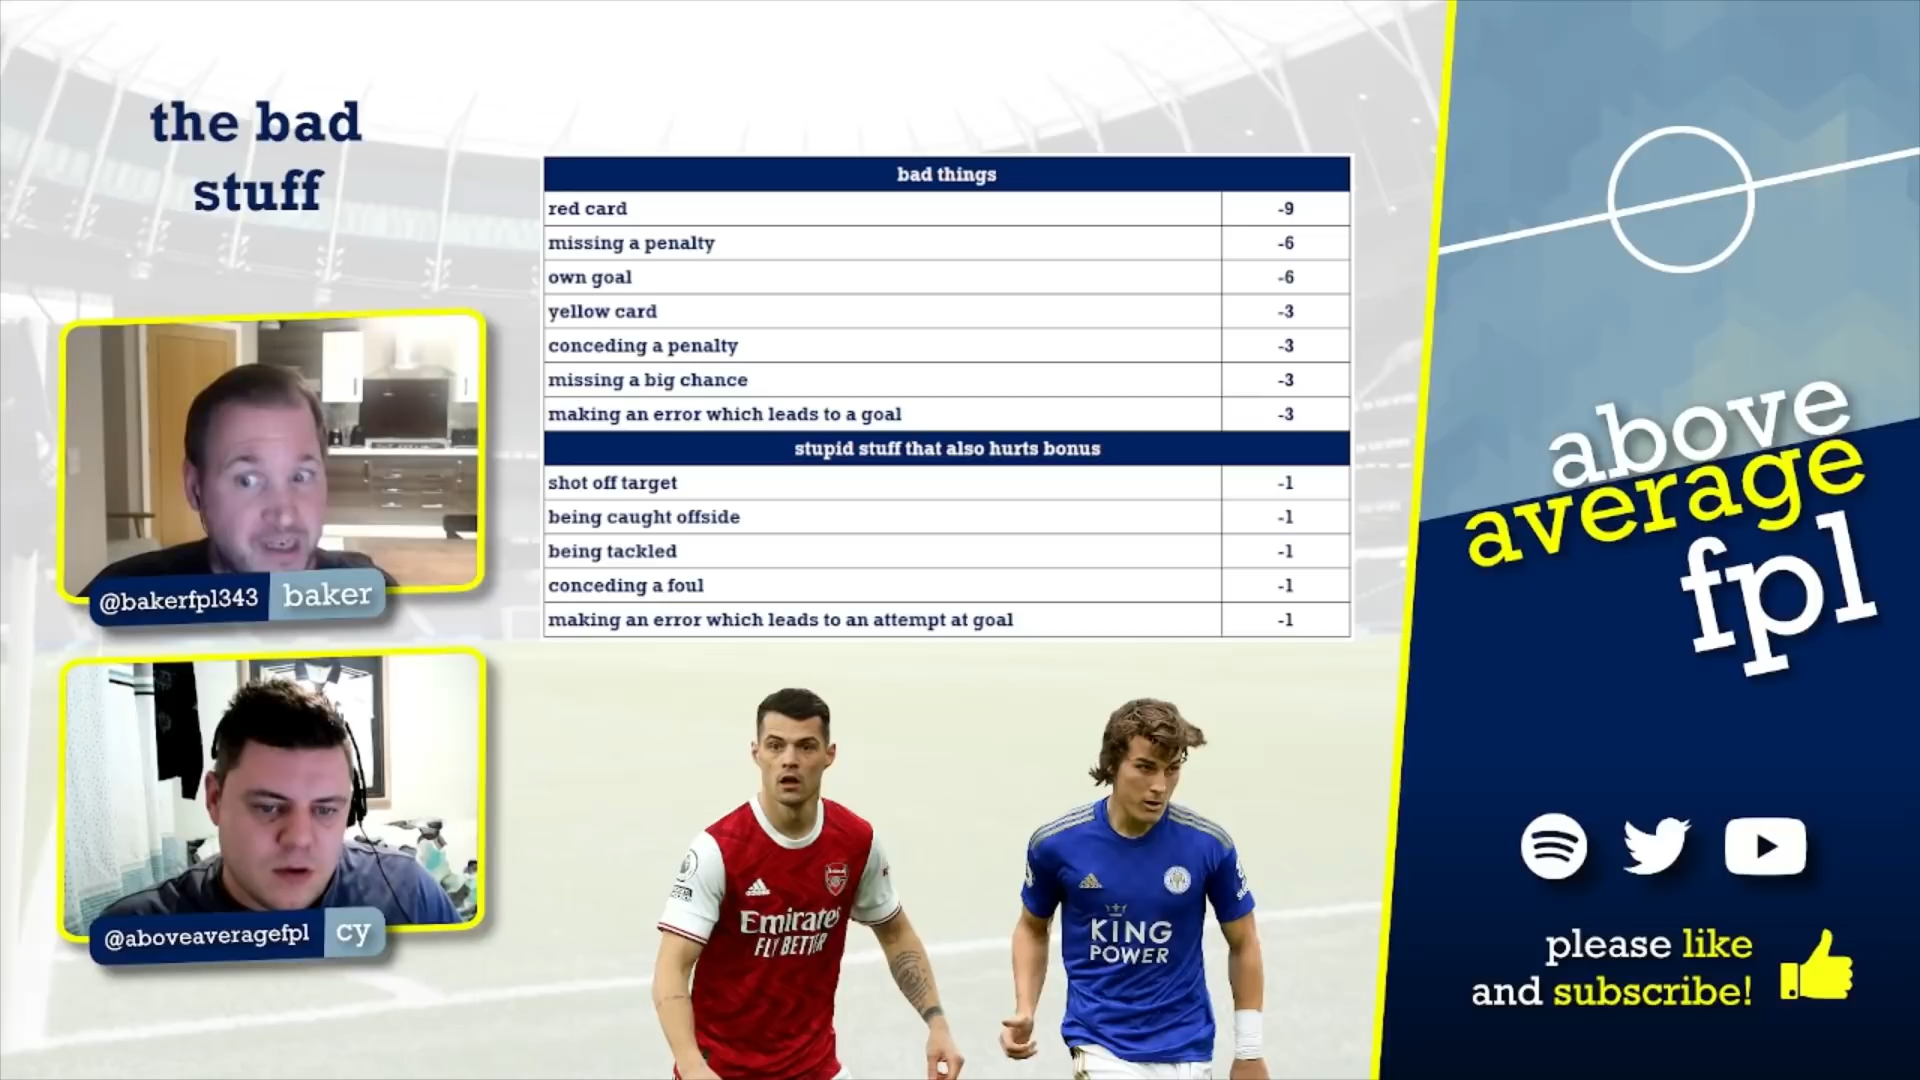 the bad
stuff
bad things
red card -9
missing a penalty -6
own goal -6
yellow card -3
conceding a penalty -3
missing a big chance -3
making an error which leads to a goal -3
stupid stuff that also hurts bonus
shot off target -1
being caught offside -1
being tackled -1
conceding a foul -1
making an error which leads to an attempt at goal -1
@bakerfpl343 baker
@aboveaveragefpl cy
Emirates
FLY BETTER
KING
POWER
above
average
fpl
please like
and subscribe!